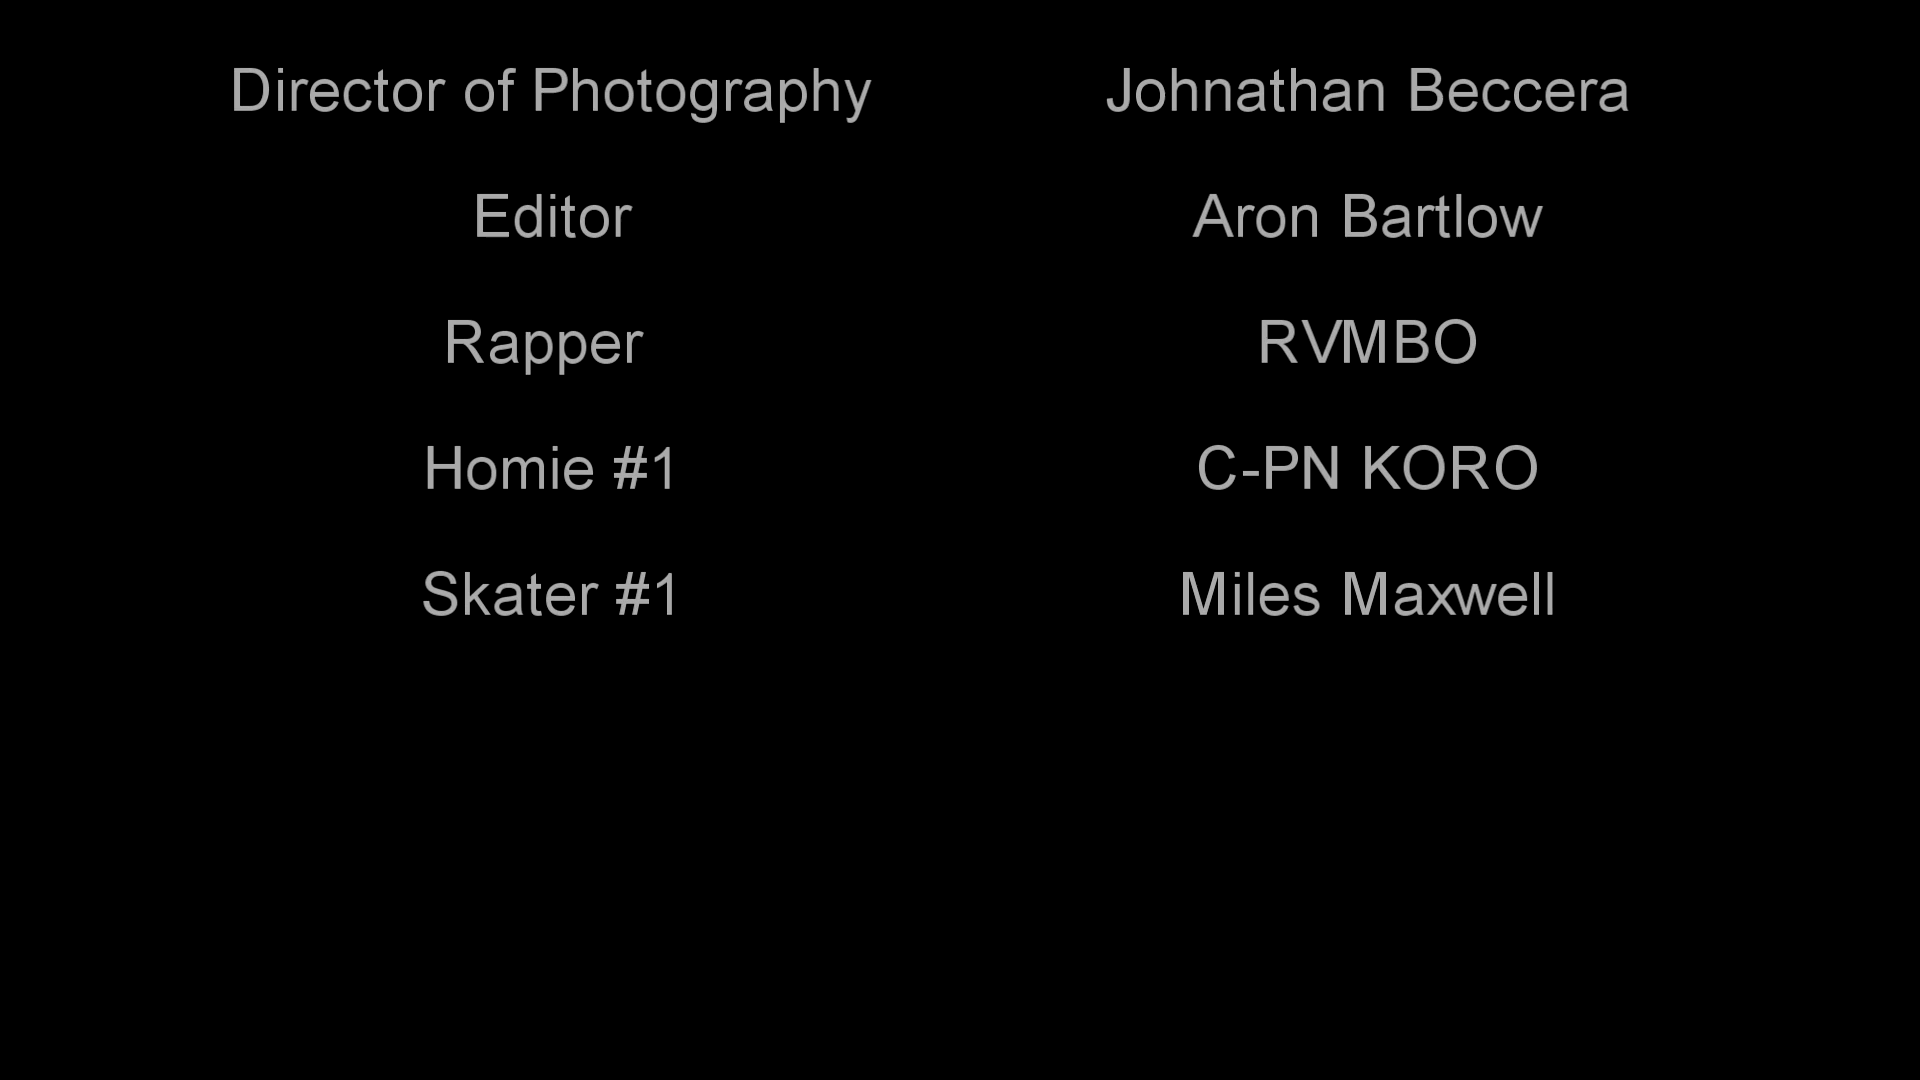 Director of Photography Johnathan Beccera
Editor Aron Bartlow
Rapper RVMBO
Homie #1 C-PN KORO
Skater #1 Miles Maxwell